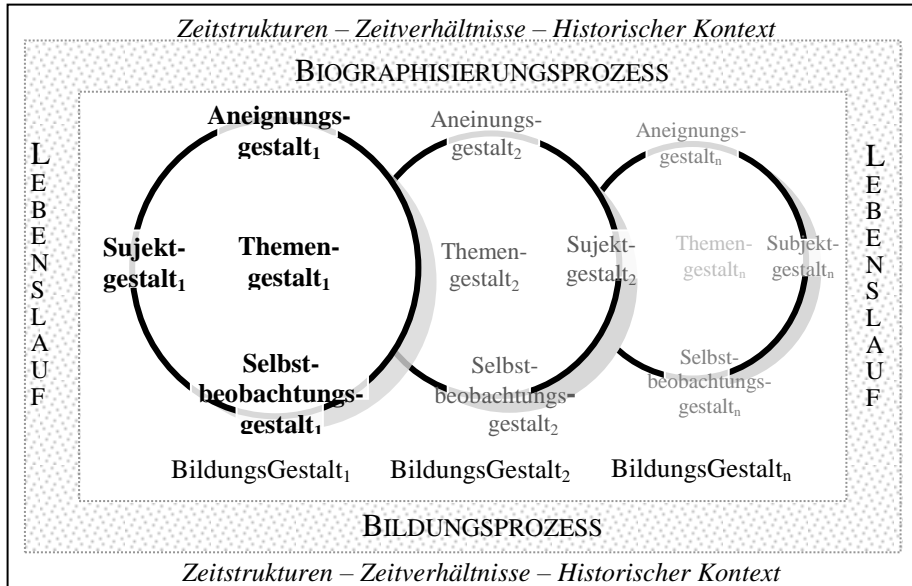 Zeitstrukturen – Zeitverhältnisse – Historischer Kontext
BIOGRAPHISIERUNGSPROZESS
LEBENSLAUF
Aneignungs-
gestalt₁
Sujekt-
gestalt₁
Themen-
gestalt₁
Selbst-
beobachtungs-
gestalt₁
BildungsGestalt₁
Aneinungs-
gestalt₂
Themen-
gestalt₂
Sujekt-
gestalt₂
Selbst-
beobachtungs-
gestalt₂
BildungsGestalt₂
Aneignungs-
gestaltₙ
Themen-
gestaltₙ
Subjekt-
gestaltₙ
Selbst-
beobachtungs-
gestaltₙ
BildungsGestaltₙ
LEBENSLAUF
BILDUNGSPROZESS
Zeitstrukturen – Zeitverhältnisse – Historischer Kontext